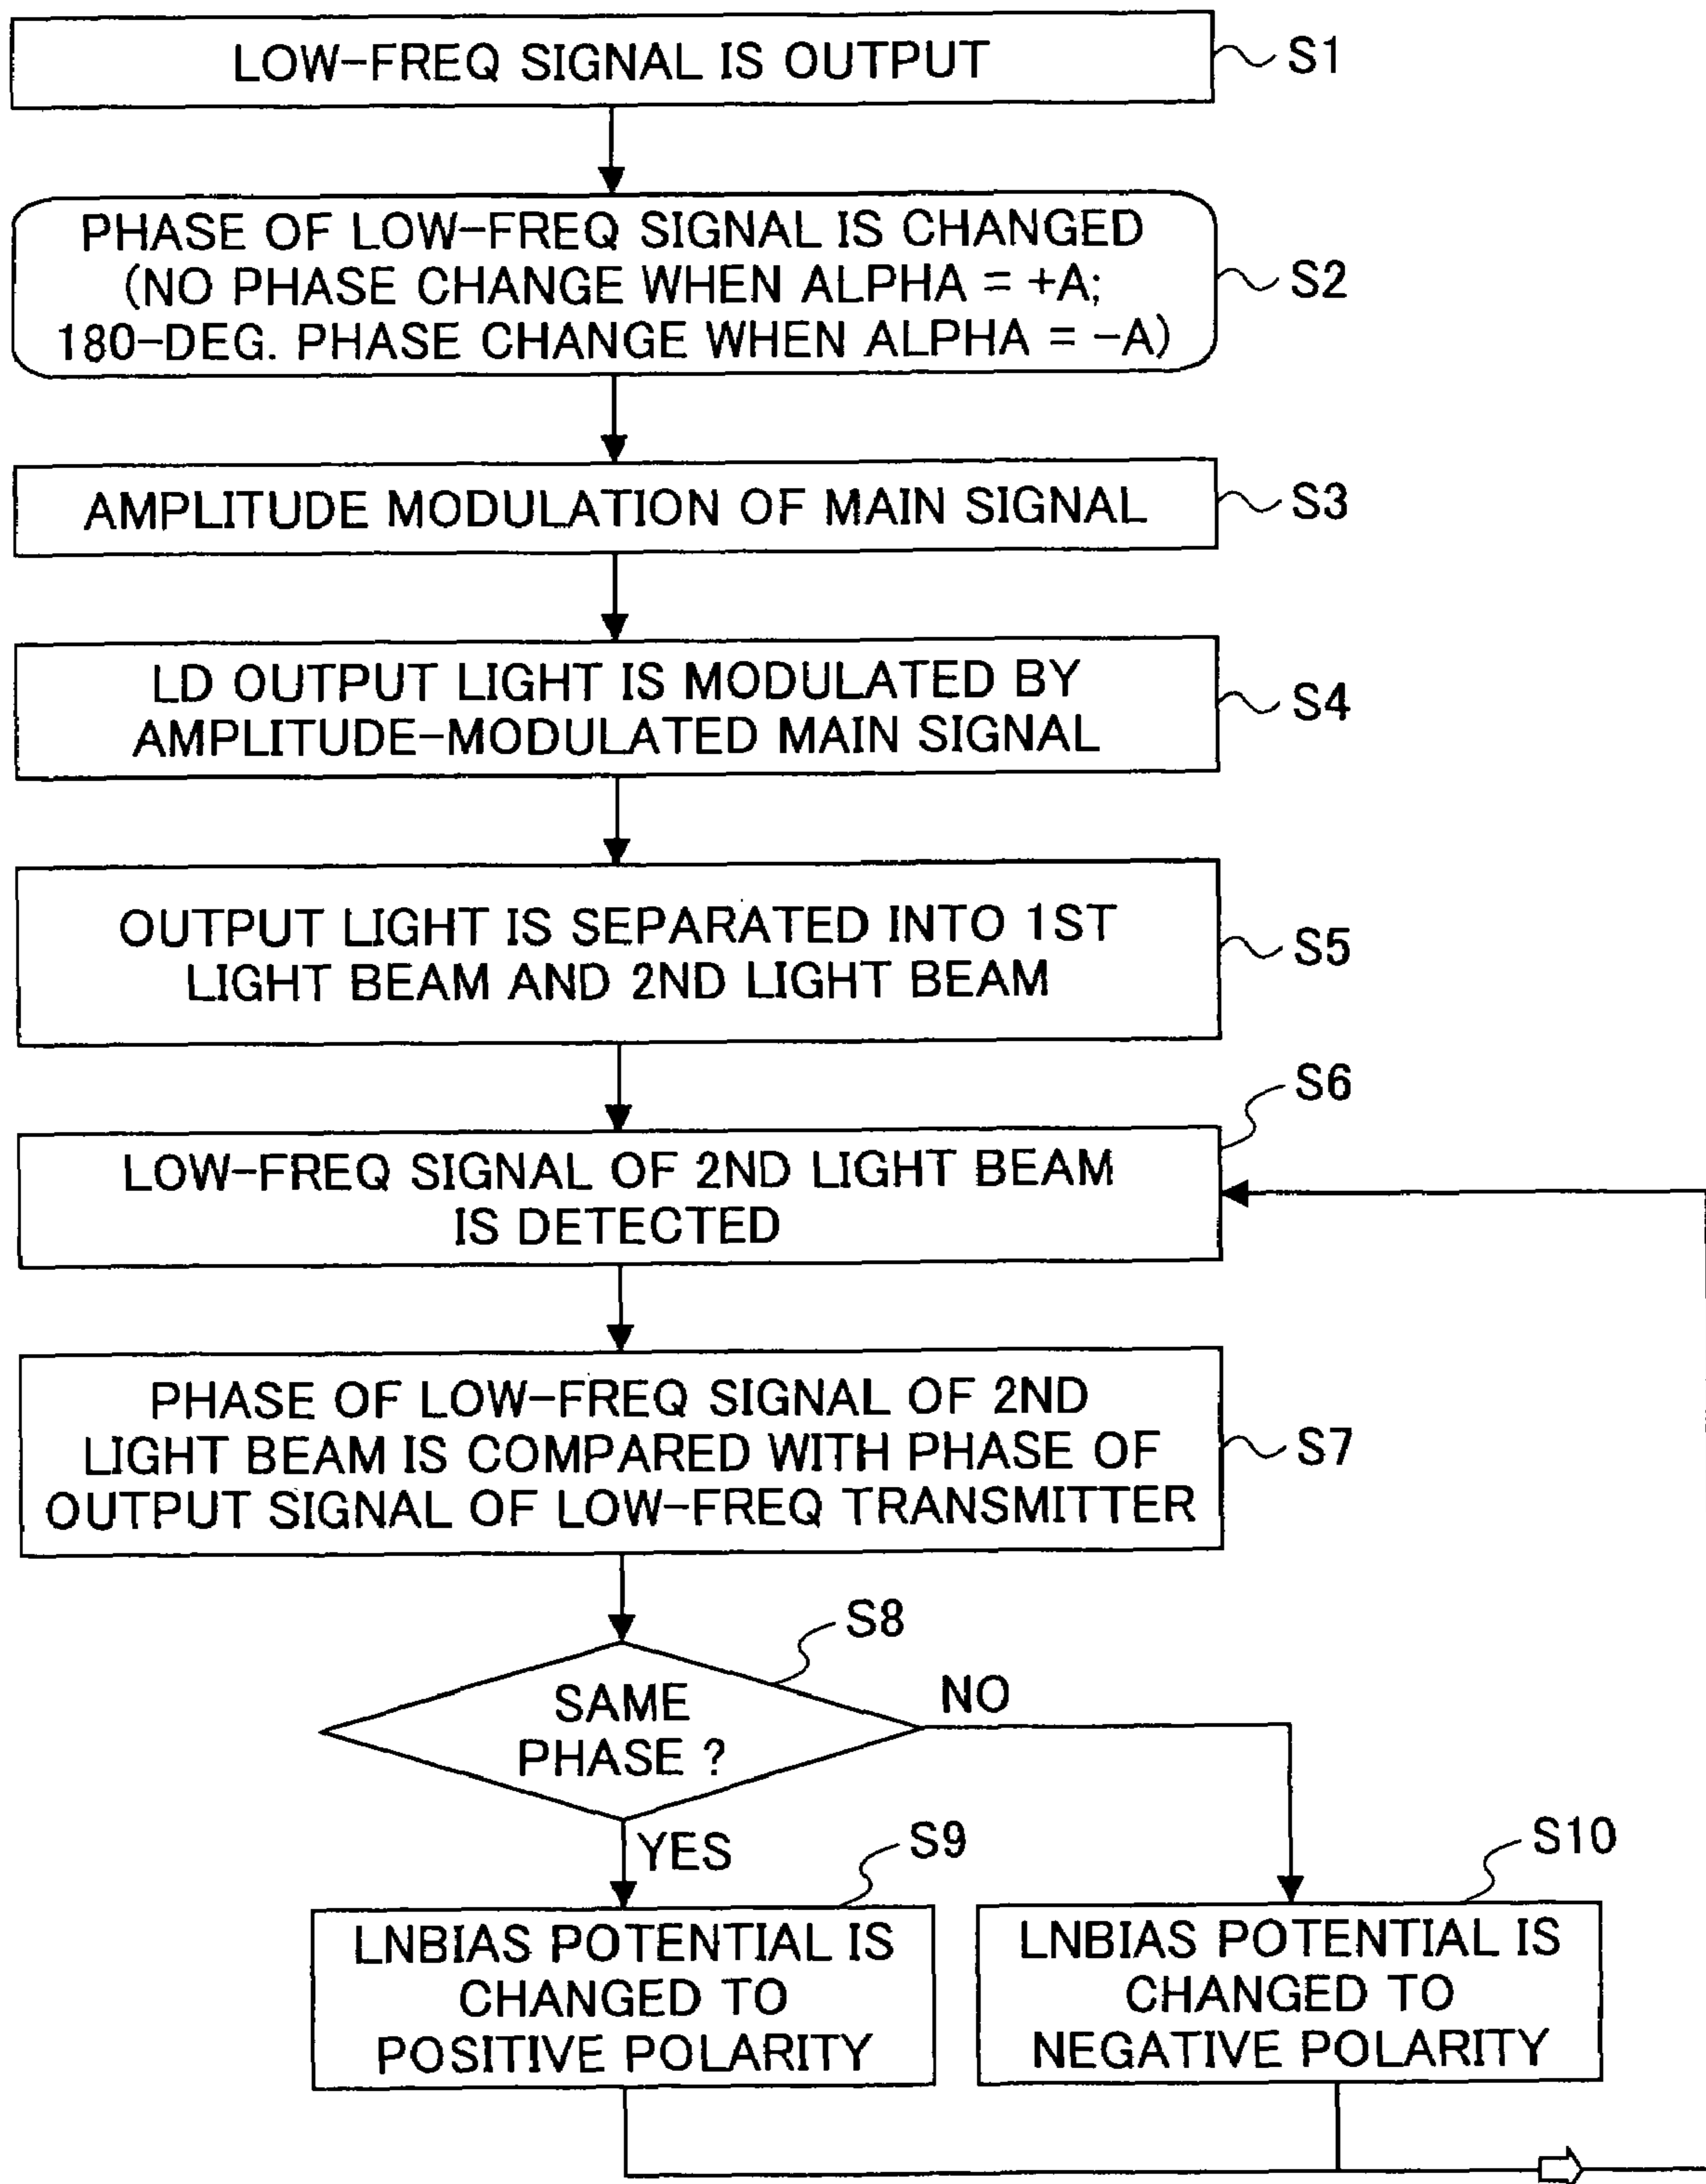 LOW-FREQ SIGNAL IS OUTPUT
S1
PHASE OF LOW-FREQ SIGNAL IS CHANGED
(NO PHASE CHANGE WHEN ALPHA = +A;
180-DEG. PHASE CHANGE WHEN ALPHA = -A)
S2
AMPLITUDE MODULATION OF MAIN SIGNAL
S3
LD OUTPUT LIGHT IS MODULATED BY
AMPLITUDE-MODULATED MAIN SIGNAL
S4
OUTPUT LIGHT IS SEPARATED INTO 1ST
LIGHT BEAM AND 2ND LIGHT BEAM
S5
S6
LOW-FREQ SIGNAL OF 2ND LIGHT BEAM
IS DETECTED
PHASE OF LOW-FREQ SIGNAL OF 2ND
LIGHT BEAM IS COMPARED WITH PHASE OF
OUTPUT SIGNAL OF LOW-FREQ TRANSMITTER
S7
S8
SAME
PHASE ?
NO
YES
S9
LNBIAS POTENTIAL IS
CHANGED TO
POSITIVE POLARITY
S10
LNBIAS POTENTIAL IS
CHANGED TO
NEGATIVE POLARITY